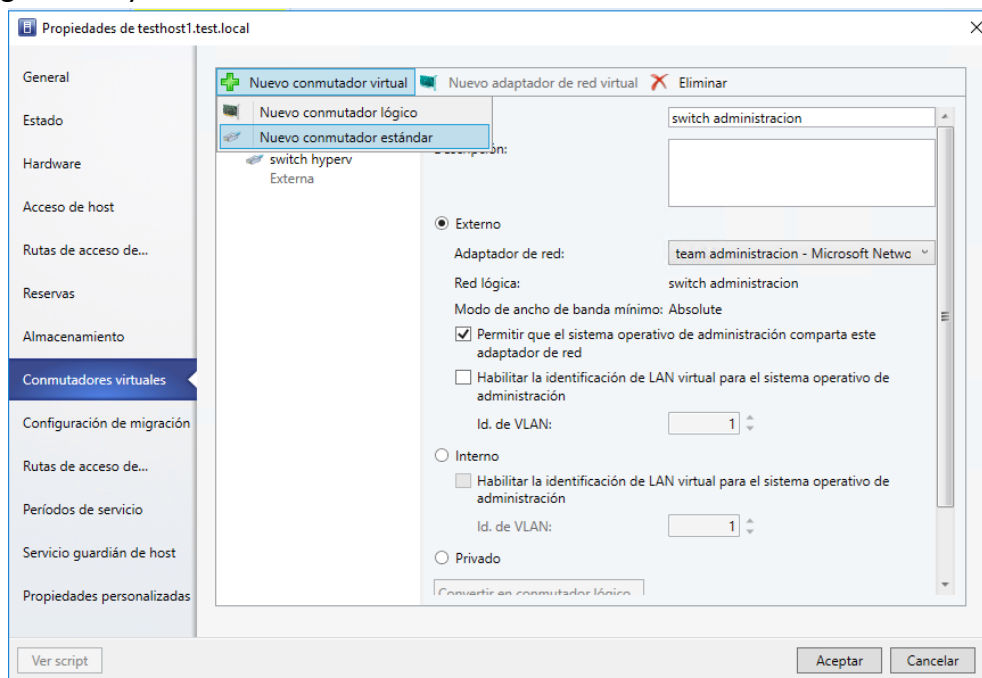 Propiedades de testhost1.test.local
General
Estado
Hardware
Acceso de host
Rutas de acceso de...
Reservas
Almacenamiento
Conmutadores virtuales
Configuración de migración
Rutas de acceso de...
Períodos de servicio
Servicio guardián de host
Propiedades personalizadas
Nuevo conmutador virtual
Nuevo adaptador de red virtual
Eliminar
Nuevo conmutador lógico
Nuevo conmutador estándar
switch hyperv
Externa
switch administracion
Externo
Adaptador de red:
team administracion - Microsoft Netwo
Red lógica:
switch administracion
Modo de ancho de banda mínimo: Absolute
Permitir que el sistema operativo de administración comparta este
adaptador de red
Habilitar la identificación de LAN virtual para el sistema operativo de
administración
Id. de VLAN:
1
Interno
Habilitar la identificación de LAN virtual para el sistema operativo de
administración
Id. de VLAN:
1
Privado
Convertir en conmutador lógico
Ver script
Aceptar
Cancelar